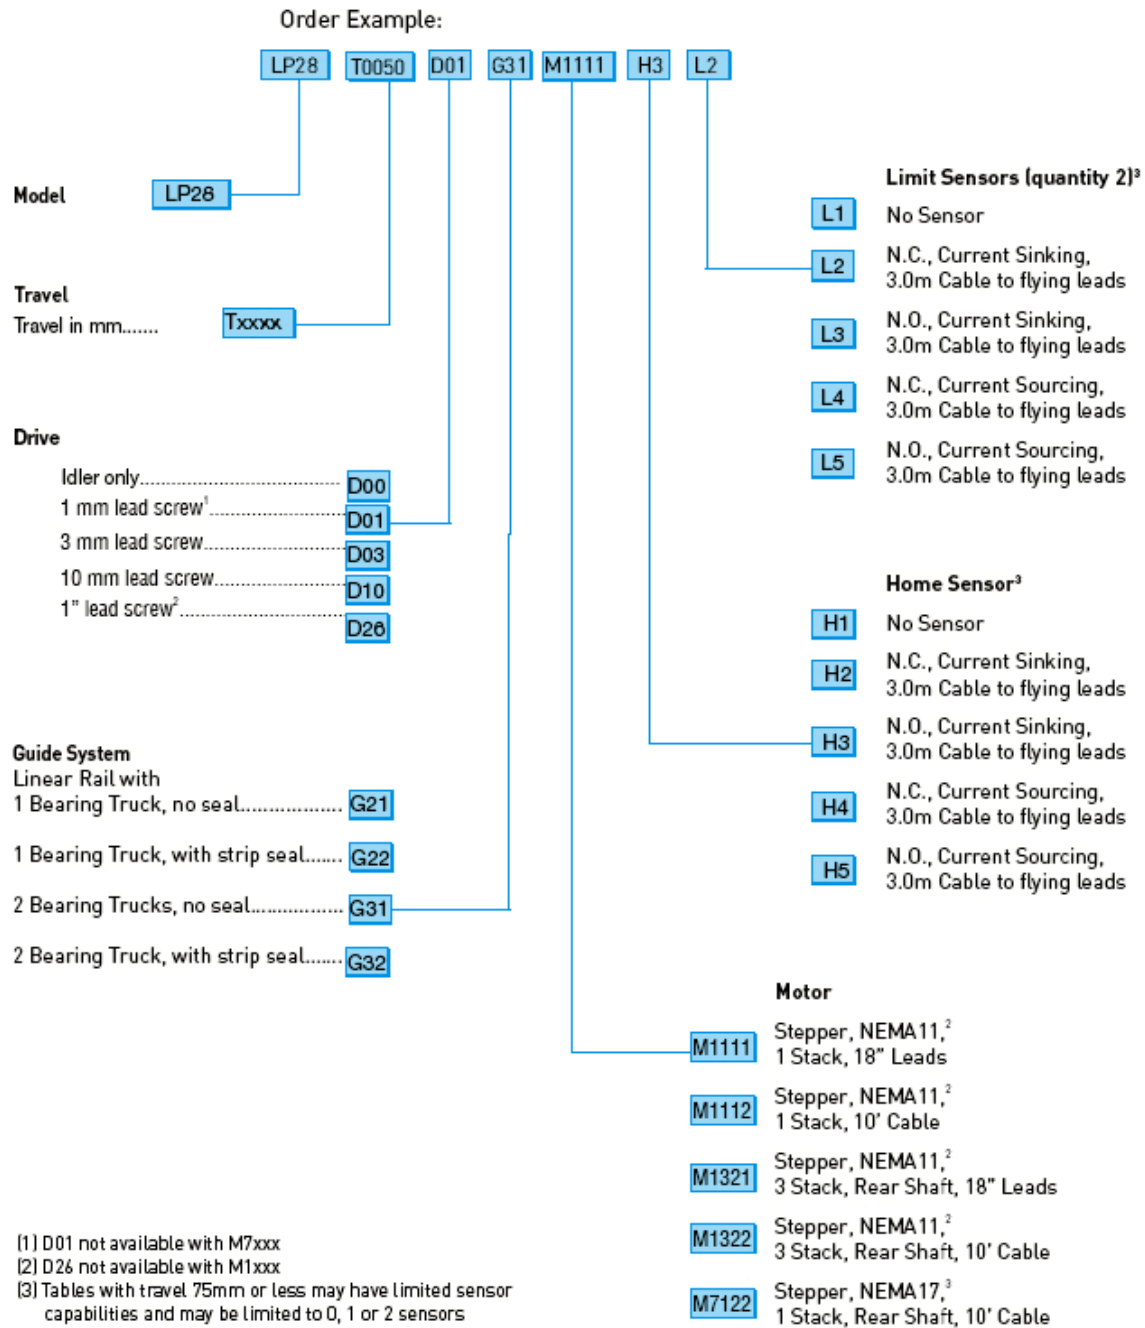 Order Example:
LP28 T0050 D01 G31 M1111 H3 L2
Model LP28
Travel
Travel in mm....... Txxxx
Drive
Idler only............................................... D00
1 mm lead screw¹............................... D01
3 mm lead screw................................. D03
10 mm lead screw.............................. D10
1” lead screw²..................................... D26
Guide System
Linear Rail with
1 Bearing Truck, no seal.................. G21
1 Bearing Truck, with strip seal....... G22
2 Bearing Trucks, no seal................. G31
2 Bearing Truck, with strip seal....... G32
Limit Sensors (quantity 2)³
L1 No Sensor
L2 N.C., Current Sinking,
3.0m Cable to flying leads
L3 N.O., Current Sinking,
3.0m Cable to flying leads
L4 N.C., Current Sourcing,
3.0m Cable to flying leads
L5 N.O., Current Sourcing,
3.0m Cable to flying leads
Home Sensor³
H1 No Sensor
H2 N.C., Current Sinking,
3.0m Cable to flying leads
H3 N.O., Current Sinking,
3.0m Cable to flying leads
H4 N.C., Current Sourcing,
3.0m Cable to flying leads
H5 N.O., Current Sourcing,
3.0m Cable to flying leads
Motor
M1111 Stepper, NEMA11,²
1 Stack, 18” Leads
M1112 Stepper, NEMA11,²
1 Stack, 10’ Cable
M1321 Stepper, NEMA11,²
3 Stack, Rear Shaft, 18” Leads
M1322 Stepper, NEMA11,²
3 Stack, Rear Shaft, 10’ Cable
M7122 Stepper, NEMA17,³
1 Stack, Rear Shaft, 10’ Cable
(1) D01 not available with M7xxx
(2) D26 not available with M1xxx
(3) Tables with travel 75mm or less may have limited sensor
capabilities and may be limited to 0, 1 or 2 sensors